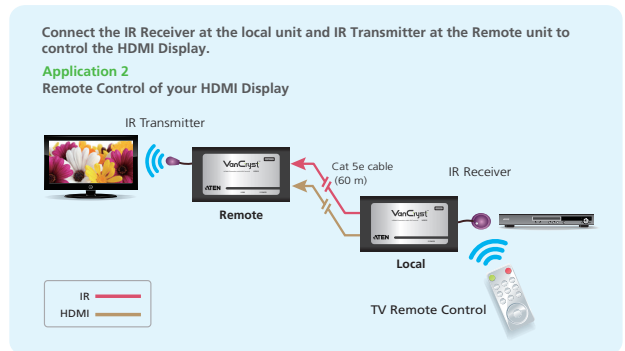 Connect the IR Receiver at the local unit and IR Transmitter at the Remote unit to
control the HDMI Display.
Application 2
Remote Control of your HDMI Display
IR Transmitter
VanCryst
ATEN
Remote
Cat 5e cable
(60 m)
IR Receiver
VanCryst
ATEN
Local
TV Remote Control
IR
HDMI